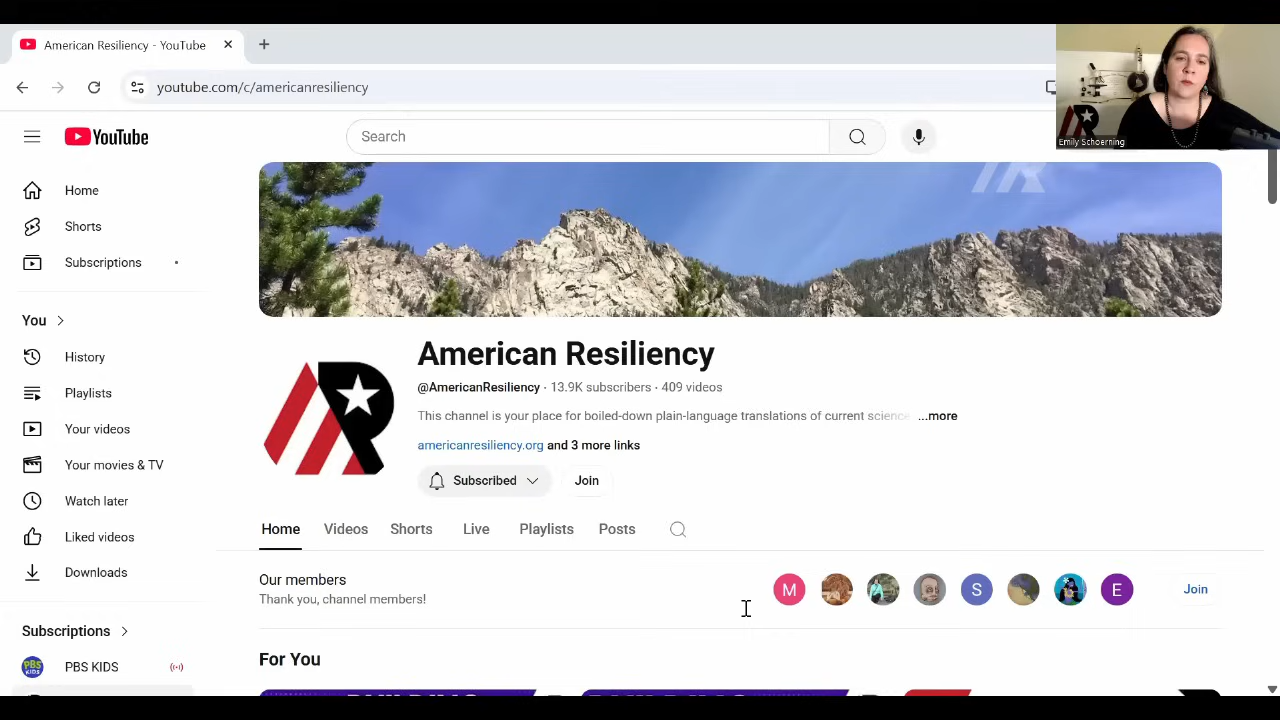 American Resiliency - YouTube
youtube.com/c/americanresiliency
Emily Schoerning
YouTube
Search
Home
Shorts
Subscriptions
You
History
Playlists
Your videos
Your movies & TV
Watch later
Liked videos
Downloads
Subscriptions
PBS KIDS
American Resiliency
@AmericanResiliency · 13.9K subscribers · 409 videos
This channel is your place for boiled-down plain-language translations of current science ...more
americanresiliency.org and 3 more links
Subscribed
Join
Home Videos Shorts Live Playlists Posts
Our members
Thank you, channel members!
M
S
E
Join
For You
BUILDING
BUILDING